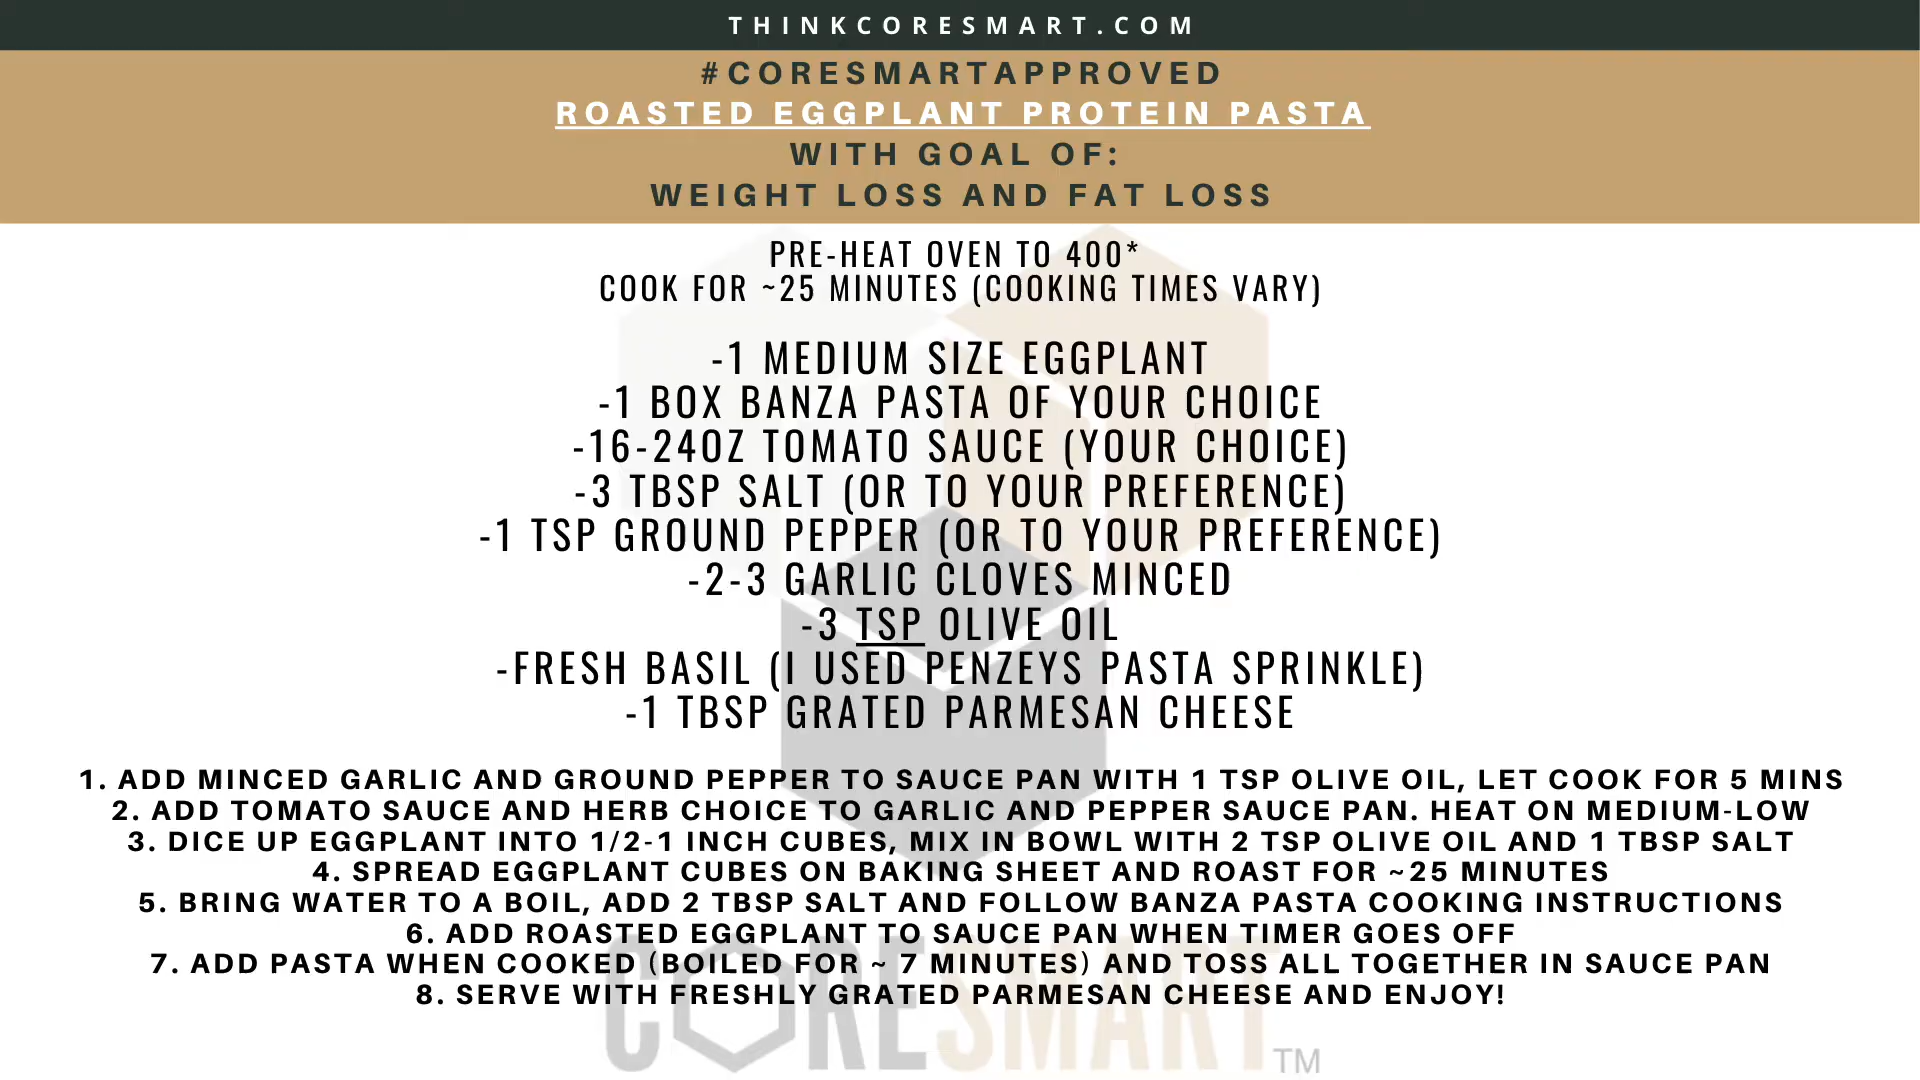 THINKCORESMART.COM
#CORESMARTAPPROVED
ROASTED EGGPLANT PROTEIN PASTA
WITH GOAL OF:
WEIGHT LOSS AND FAT LOSS
PRE-HEAT OVEN TO 400*
COOK FOR ~25 MINUTES (COOKING TIMES VARY)
-1 MEDIUM SIZE EGGPLANT
-1 BOX BANZA PASTA OF YOUR CHOICE
-16-24OZ TOMATO SAUCE (YOUR CHOICE)
-3 TBSP SALT (OR TO YOUR PREFERENCE)
-1 TSP GROUND PEPPER (OR TO YOUR PREFERENCE)
-2-3 GARLIC CLOVES MINCED
-3 TSP OLIVE OIL
-FRESH BASIL (I USED PENZEYS PASTA SPRINKLE)
-1 TBSP GRATED PARMESAN CHEESE
1. ADD MINCED GARLIC AND GROUND PEPPER TO SAUCE PAN WITH 1 TSP OLIVE OIL, LET COOK FOR 5 MINS
2. ADD TOMATO SAUCE AND HERB CHOICE TO GARLIC AND PEPPER SAUCE PAN. HEAT ON MEDIUM-LOW
3. DICE UP EGGPLANT INTO 1/2-1 INCH CUBES, MIX IN BOWL WITH 2 TSP OLIVE OIL AND 1 TBSP SALT
4. SPREAD EGGPLANT CUBES ON BAKING SHEET AND ROAST FOR ~25 MINUTES
5. BRING WATER TO A BOIL, ADD 2 TBSP SALT AND FOLLOW BANZA PASTA COOKING INSTRUCTIONS
6. ADD ROASTED EGGPLANT TO SAUCE PAN WHEN TIMER GOES OFF
7. ADD PASTA WHEN COOKED (BOILED FOR ~ 7 MINUTES) AND TOSS ALL TOGETHER IN SAUCE PAN
8. SERVE WITH FRESHLY GRATED PARMESAN CHEESE AND ENJOY!
CORESMART TM